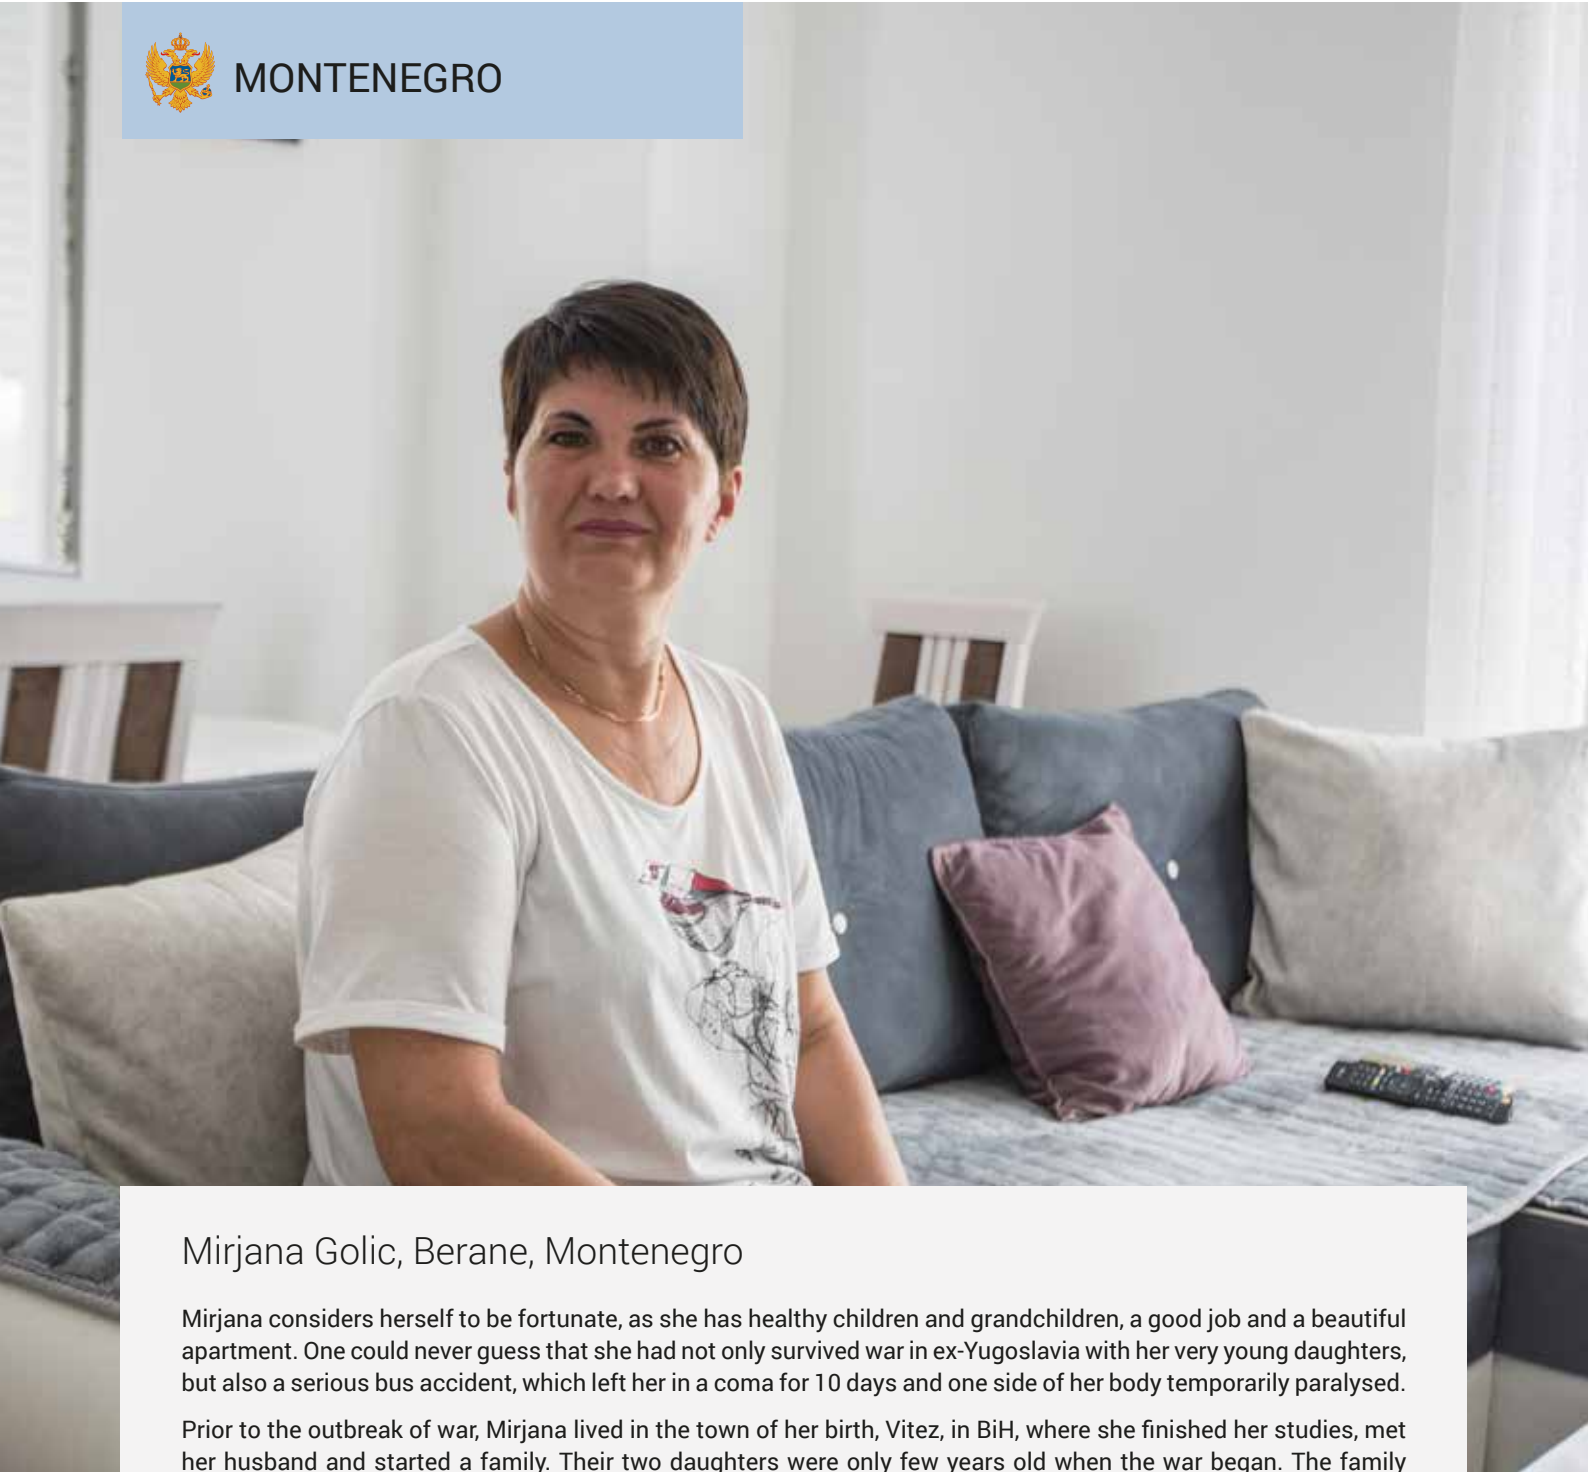 MONTENEGRO
Mirjana Golic, Berane, Montenegro
Mirjana considers herself to be fortunate, as she has healthy children and grandchildren, a good job and a beautiful
apartment. One could never guess that she had not only survived war in ex-Yugoslavia with her very young daughters,
but also a serious bus accident, which left her in a coma for 10 days and one side of her body temporarily paralysed.
Prior to the outbreak of war, Mirjana lived in the town of her birth, Vitez, in BiH, where she finished her studies, met
her husband and started a family. Their two daughters were only few years old when the war began. The family